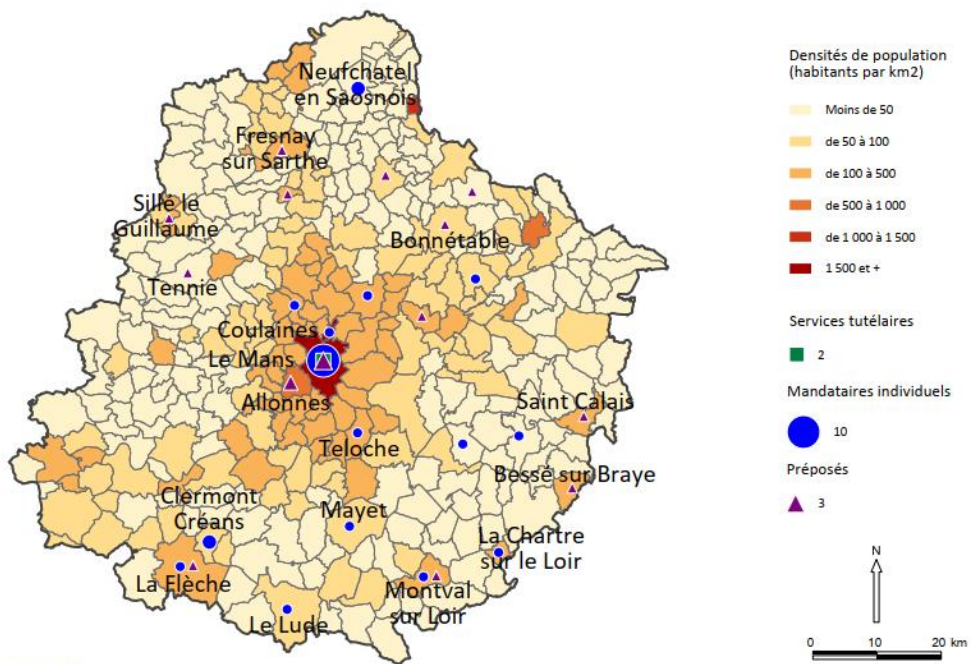 Neufchatel
en Saosnois
Fresnay
sur Sarthe
Sillé le
Guillaume
Bonnétable
Tennie
Coulaines
Le Mans
Allonnes
Saint Calais
Teloche
Bessé sur Braye
Clermont
Créans
Mayet
La Chartre
sur le Loir
La Flèche
Montval
sur Loir
Le Lude
Densités de population
(habitants par km2)
Moins de 50
de 50 à 100
de 100 à 500
de 500 à 1 000
de 1 000 à 1 500
1 500 et +
Services tutélaires
2
Mandataires individuels
10
Préposés
3
N
0 10 20 km